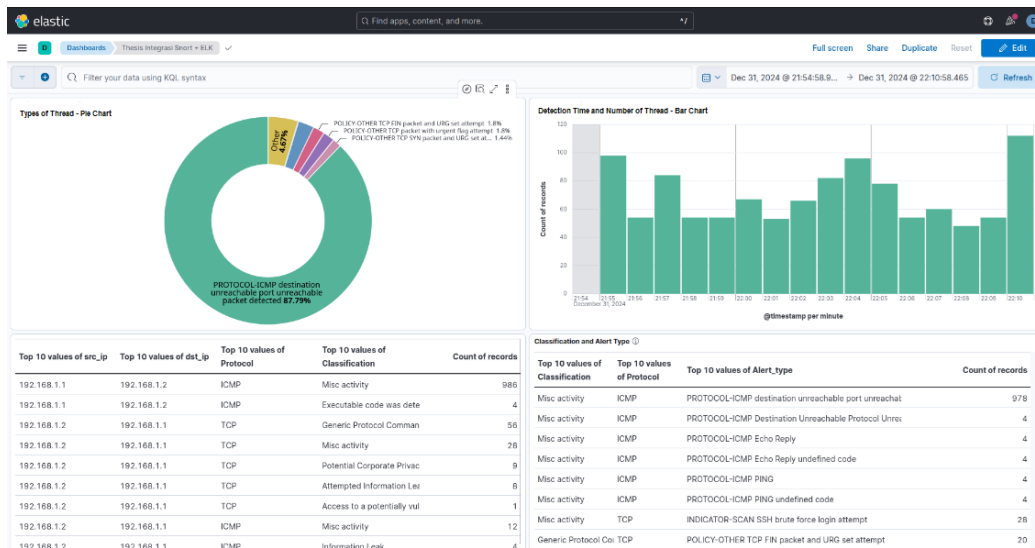 elastic
Find apps, content, and more.
^/
D
Dashboards
Thesis Integrasi Snort + ELK
Full screen
Share
Duplicate
Reset
Edit
Filter your data using KQL syntax
Dec 31, 2024 @ 21:54:58.9...
→
Dec 31, 2024 @ 22:10:58.465
Refresh
Types of Thread - Pie Chart
Other
4.67%
POLICY-OTHER TCP FIN packet and URG set attempt 1.8%
POLICY-OTHER TCP packet with urgent flag attempt 1.8%
POLICY-OTHER TCP SYN packet and URG set at... 1.44%
PROTOCOL-ICMP destination
unreachable port unreachable
packet detected 87.79%
Detection Time and Number of Thread - Bar Chart
Count of records
120
100
80
60
40
20
0
21:54 21:55 21:56 21:57 21:58 21:59 22:00 22:01 22:02 22:03 22:04 22:05 22:06 22:07 22:08 22:09 22:10
December 31, 2024
@timestamp per minute
Top 10 values of src_ip Top 10 values of dst_ip Top 10 values of Protocol Top 10 values of Classification Count of records
192.168.1.1 192.168.1.2 ICMP Misc activity 986
192.168.1.1 192.168.1.2 ICMP Executable code was dete 4
192.168.1.2 192.168.1.1 TCP Generic Protocol Comman 56
192.168.1.2 192.168.1.1 TCP Misc activity 28
192.168.1.2 192.168.1.1 TCP Potential Corporate Privac 9
192.168.1.2 192.168.1.1 TCP Attempted Information Lea 8
192.168.1.2 192.168.1.1 TCP Access to a potentially vul 1
192.168.1.2 192.168.1.1 ICMP Misc activity 12
192.168.1.2 192.168.1.1 ICMP Information Leak 4
Classification and Alert Type
Top 10 values of Classification Top 10 values of Protocol Top 10 values of Alert_type Count of records
Misc activity ICMP PROTOCOL-ICMP destination unreachable port unreachat 978
Misc activity ICMP PROTOCOL-ICMP Destination Unreachable Protocol Unrea 4
Misc activity ICMP PROTOCOL-ICMP Echo Reply 4
Misc activity ICMP PROTOCOL-ICMP Echo Reply undefined code 4
Misc activity ICMP PROTOCOL-ICMP PING 4
Misc activity ICMP PROTOCOL-ICMP PING undefined code 4
Misc activity TCP INDICATOR-SCAN SSH brute force login attempt 28
Generic Protocol Co TCP POLICY-OTHER TCP FIN packet and URG set attempt 20